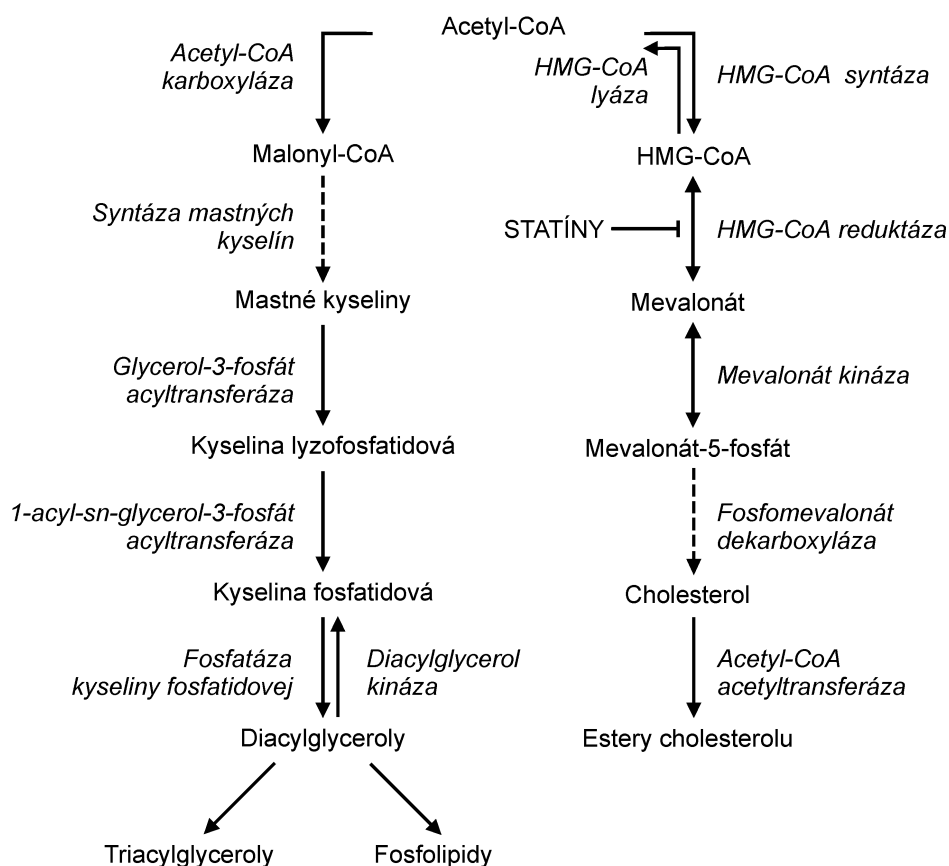 Acetyl-CoA
Acetyl-CoA
karboxyláza
HMG-CoA
lyáza
HMG-CoA  syntáza
Malonyl-CoA
HMG-CoA
Syntáza mastných
kyselín
STATÍNY
HMG-CoA reduktáza
Mastné kyseliny
Mevalonát
Glycerol-3-fosfát
acyltransferáza
Mevalonát kináza
Kyselina lyzofosfatidová
Mevalonát-5-fosfát
1-acyl-sn-glycerol-3-fosfát
acyltransferáza
Fosfomevalonát
dekarboxyláza
Kyselina fosfatidová
Cholesterol
Fosfatáza
kyseliny fosfatidovej
Diacylglycerol
kináza
Acetyl-CoA
acetyltransferáza
Diacylglyceroly
Estery cholesterolu
Triacylglyceroly
Fosfolipidy